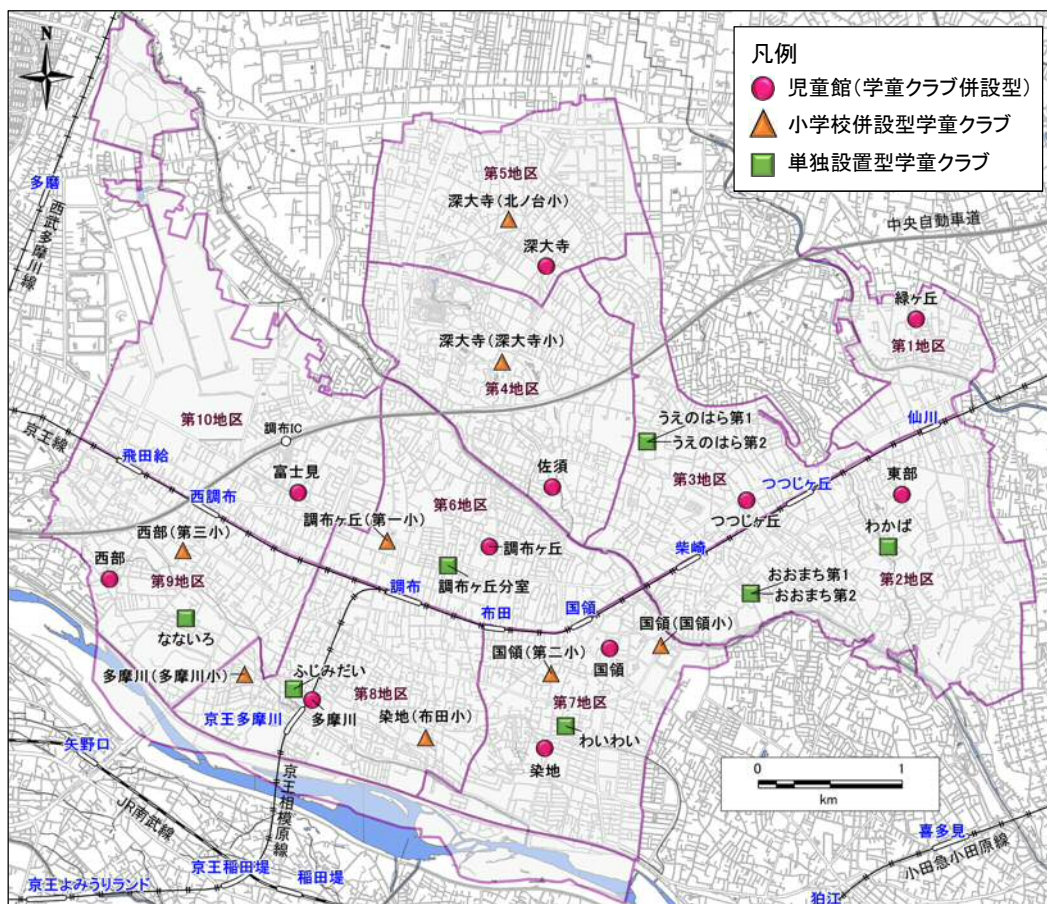 N
凡例
児童館（学童クラブ併設型）
小学校併設型学童クラブ
単独設置型学童クラブ
多磨
西武多摩川線
第5地区
深大寺（北ノ台小）
深大寺
中央自動車道
緑ヶ丘
第1地区
深大寺（深大寺小）
第4地区
第10地区
調布IC
京王線
飛田給
西調布
富士見
うえのはら第1
うえのはら第2
仙川
佐須
第3地区
つつじヶ丘
つつじヶ丘
東部
わかば
第6地区
調布ヶ丘（第一小）
調布ヶ丘
調布ヶ丘分室
西部（第三小）
西部
第9地区
なないろ
調布
布田
国領
柴崎
おおまち第1
おおまち第2
第2地区
国領（国領小）
国領（第二小）
国領
多摩川（多摩川小）
ふじみだい
京王多摩川
多摩川
第8地区
染地（布田小）
第7地区
わいわい
染地
矢野口
JR南武線
京王相模原線
京王稲田堤
稲田堤
京王よみうりランド
0 1
km
喜多見
小田急小田原線
狛江